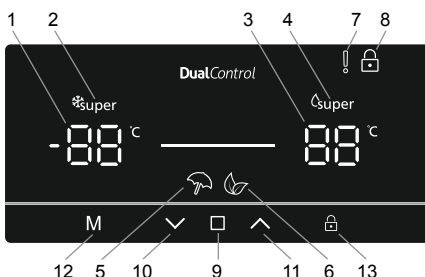 1 2 3 4 7 8
DualControl
super super
-88 °C 88 °C
M
12 5 10 9 11 6 13